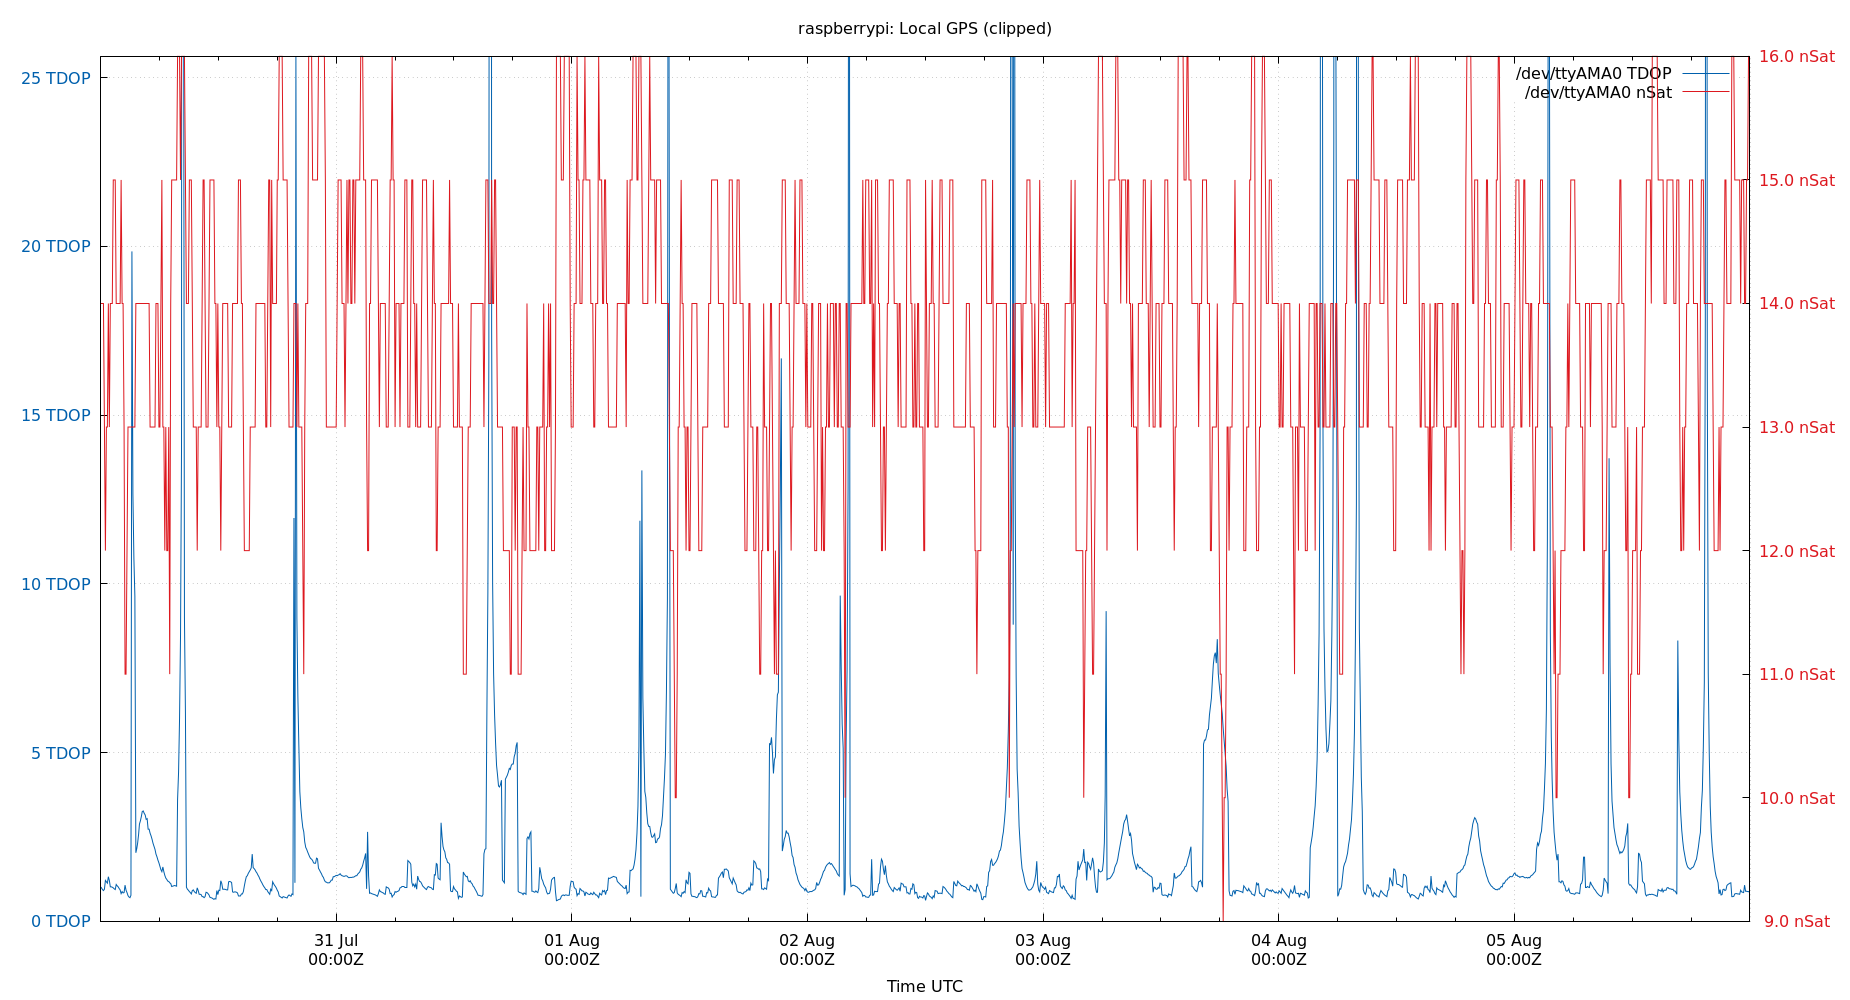 raspberrypi: Local GPS (clipped)
25 TDOP
20 TDOP
15 TDOP
10 TDOP
5 TDOP
0 TDOP
/dev/ttyAMA0 TDOP
/dev/ttyAMA0 nSat
16.0 nSat
15.0 nSat
14.0 nSat
13.0 nSat
12.0 nSat
11.0 nSat
10.0 nSat
9.0 nSat
31 Jul
00:00Z
01 Aug
00:00Z
02 Aug
00:00Z
03 Aug
00:00Z
04 Aug
00:00Z
05 Aug
00:00Z
Time UTC